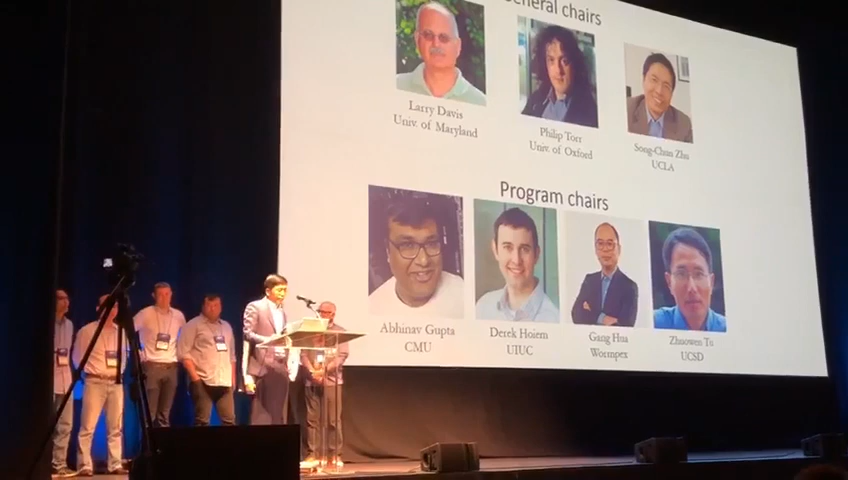 General chairs
Larry Davis
Univ. of Maryland
Philip Torr
Univ. of Oxford
Song-Chun Zhu
UCLA
Program chairs
Abhinav Gupta
CMU
Derek Hoiem
UIUC
Gang Hua
Wormpex
Zhuowen Tu
UCSD